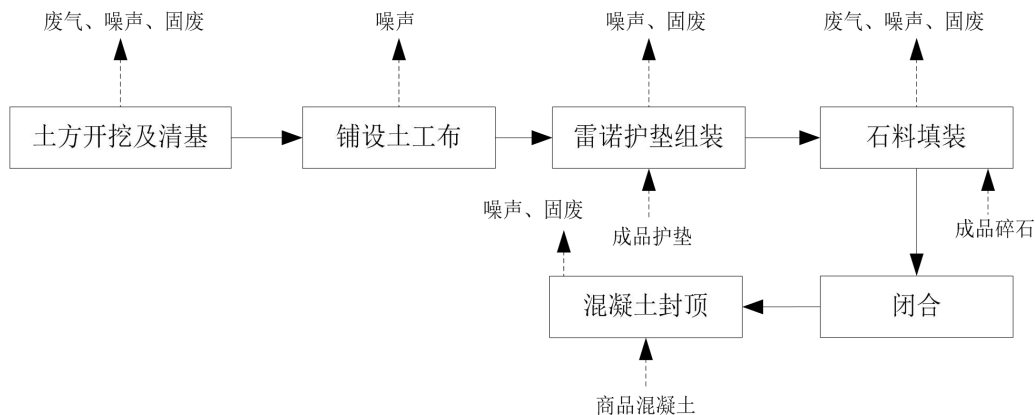 废气、噪声、固废
噪声
噪声、固废
废气、噪声、固废
土方开挖及清基
铺设土工布
雷诺护垫组装
石料填装
噪声、固废
成品护垫
成品碎石
混凝土封顶
闭合
商品混凝土